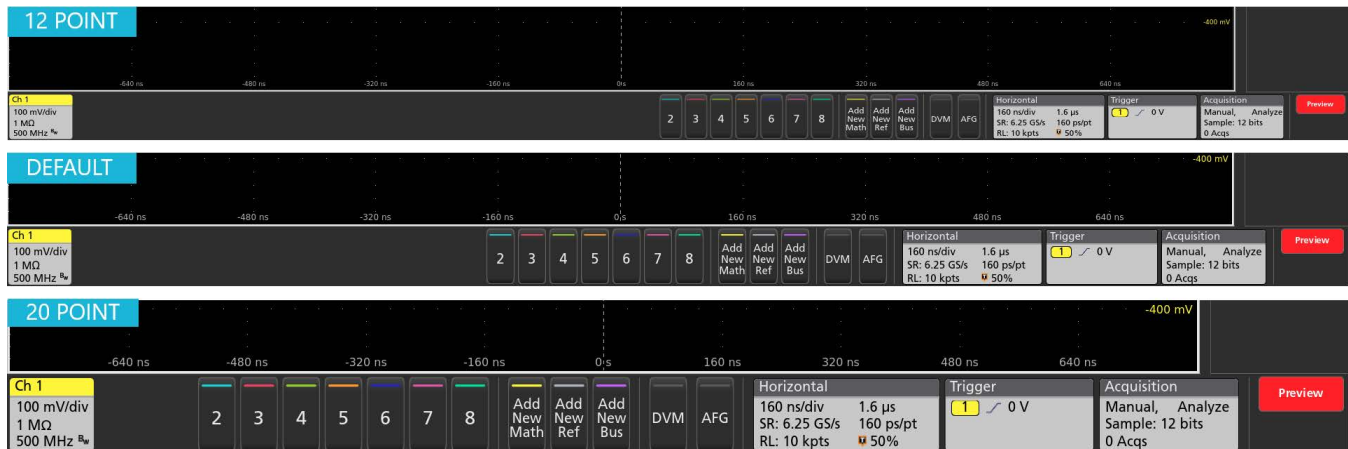 12 POINT
-400 mV
-640 ns -480 ns -320 ns -160 ns 0 s 160 ns 320 ns 480 ns 640 ns
Ch 1 Horizontal Trigger Acquisition
100 mV/div 2 3 4 5 6 7 8 Add New Math Add New Ref Add New Bus DVM AFG 160 ns/div 1.6 µs 1 0 V Manual, Analyze Preview
1 MΩ SR: 6.25 GS/s 160 ps/pt Sample: 12 bits
500 MHz Bw RL: 10 kpts 50% 0 Acqs
DEFAULT
-400 mV
-640 ns -480 ns -320 ns -160 ns 0 s 160 ns 320 ns 480 ns 640 ns
Ch 1 Horizontal Trigger Acquisition
100 mV/div 2 3 4 5 6 7 8 Add New Math Add New Ref Add New Bus DVM AFG 160 ns/div 1.6 µs 1 0 V Manual, Analyze Preview
1 MΩ SR: 6.25 GS/s 160 ps/pt Sample: 12 bits
500 MHz Bw RL: 10 kpts 50% 0 Acqs
20 POINT
-400 mV
-640 ns -480 ns -320 ns -160 ns 0 s 160 ns 320 ns 480 ns 640 ns
Ch 1 Horizontal Trigger Acquisition
100 mV/div 2 3 4 5 6 7 8 Add New Math Add New Ref Add New Bus DVM AFG 160 ns/div 1.6 µs 1 0 V Manual, Analyze Preview
1 MΩ SR: 6.25 GS/s 160 ps/pt Sample: 12 bits
500 MHz Bw RL: 10 kpts 50% 0 Acqs